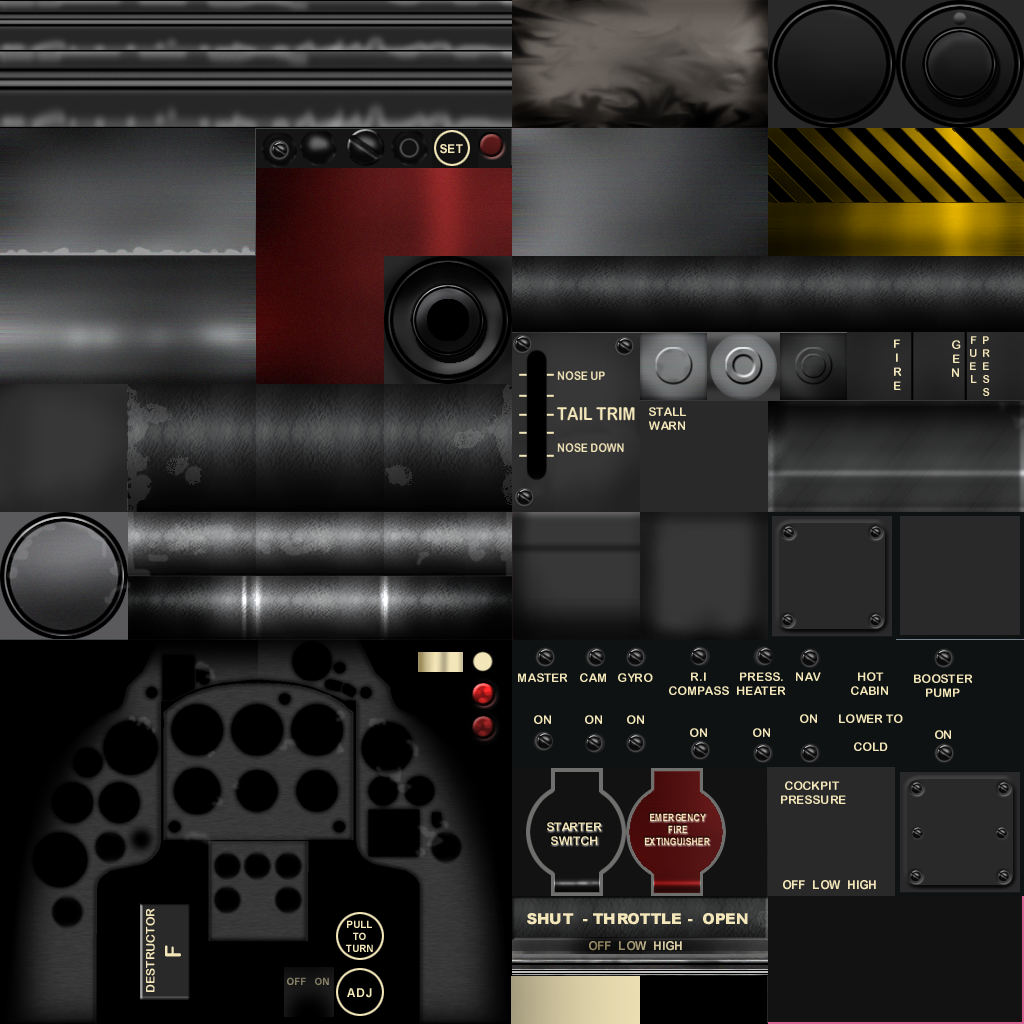 SET
NOSE UP
TAIL TRIM
NOSE DOWN
STALL
WARN
FIRE
GEN
FUEL
PRESS
MASTER
CAM
GYRO
R.I
COMPASS
PRESS.
HEATER
NAV
HOT
CABIN
BOOSTER
PUMP
ON
ON
ON
ON
ON
ON
LOWER TO
COLD
ON
STARTER
SWITCH
EMERGENCY
FIRE
EXTINGUISHER
COCKPIT
PRESSURE
OFF LOW HIGH
SHUT - THROTTLE - OPEN
OFF LOW HIGH
DESTRUCTOR
F
PULL
TO
TURN
OFF ON
ADJ